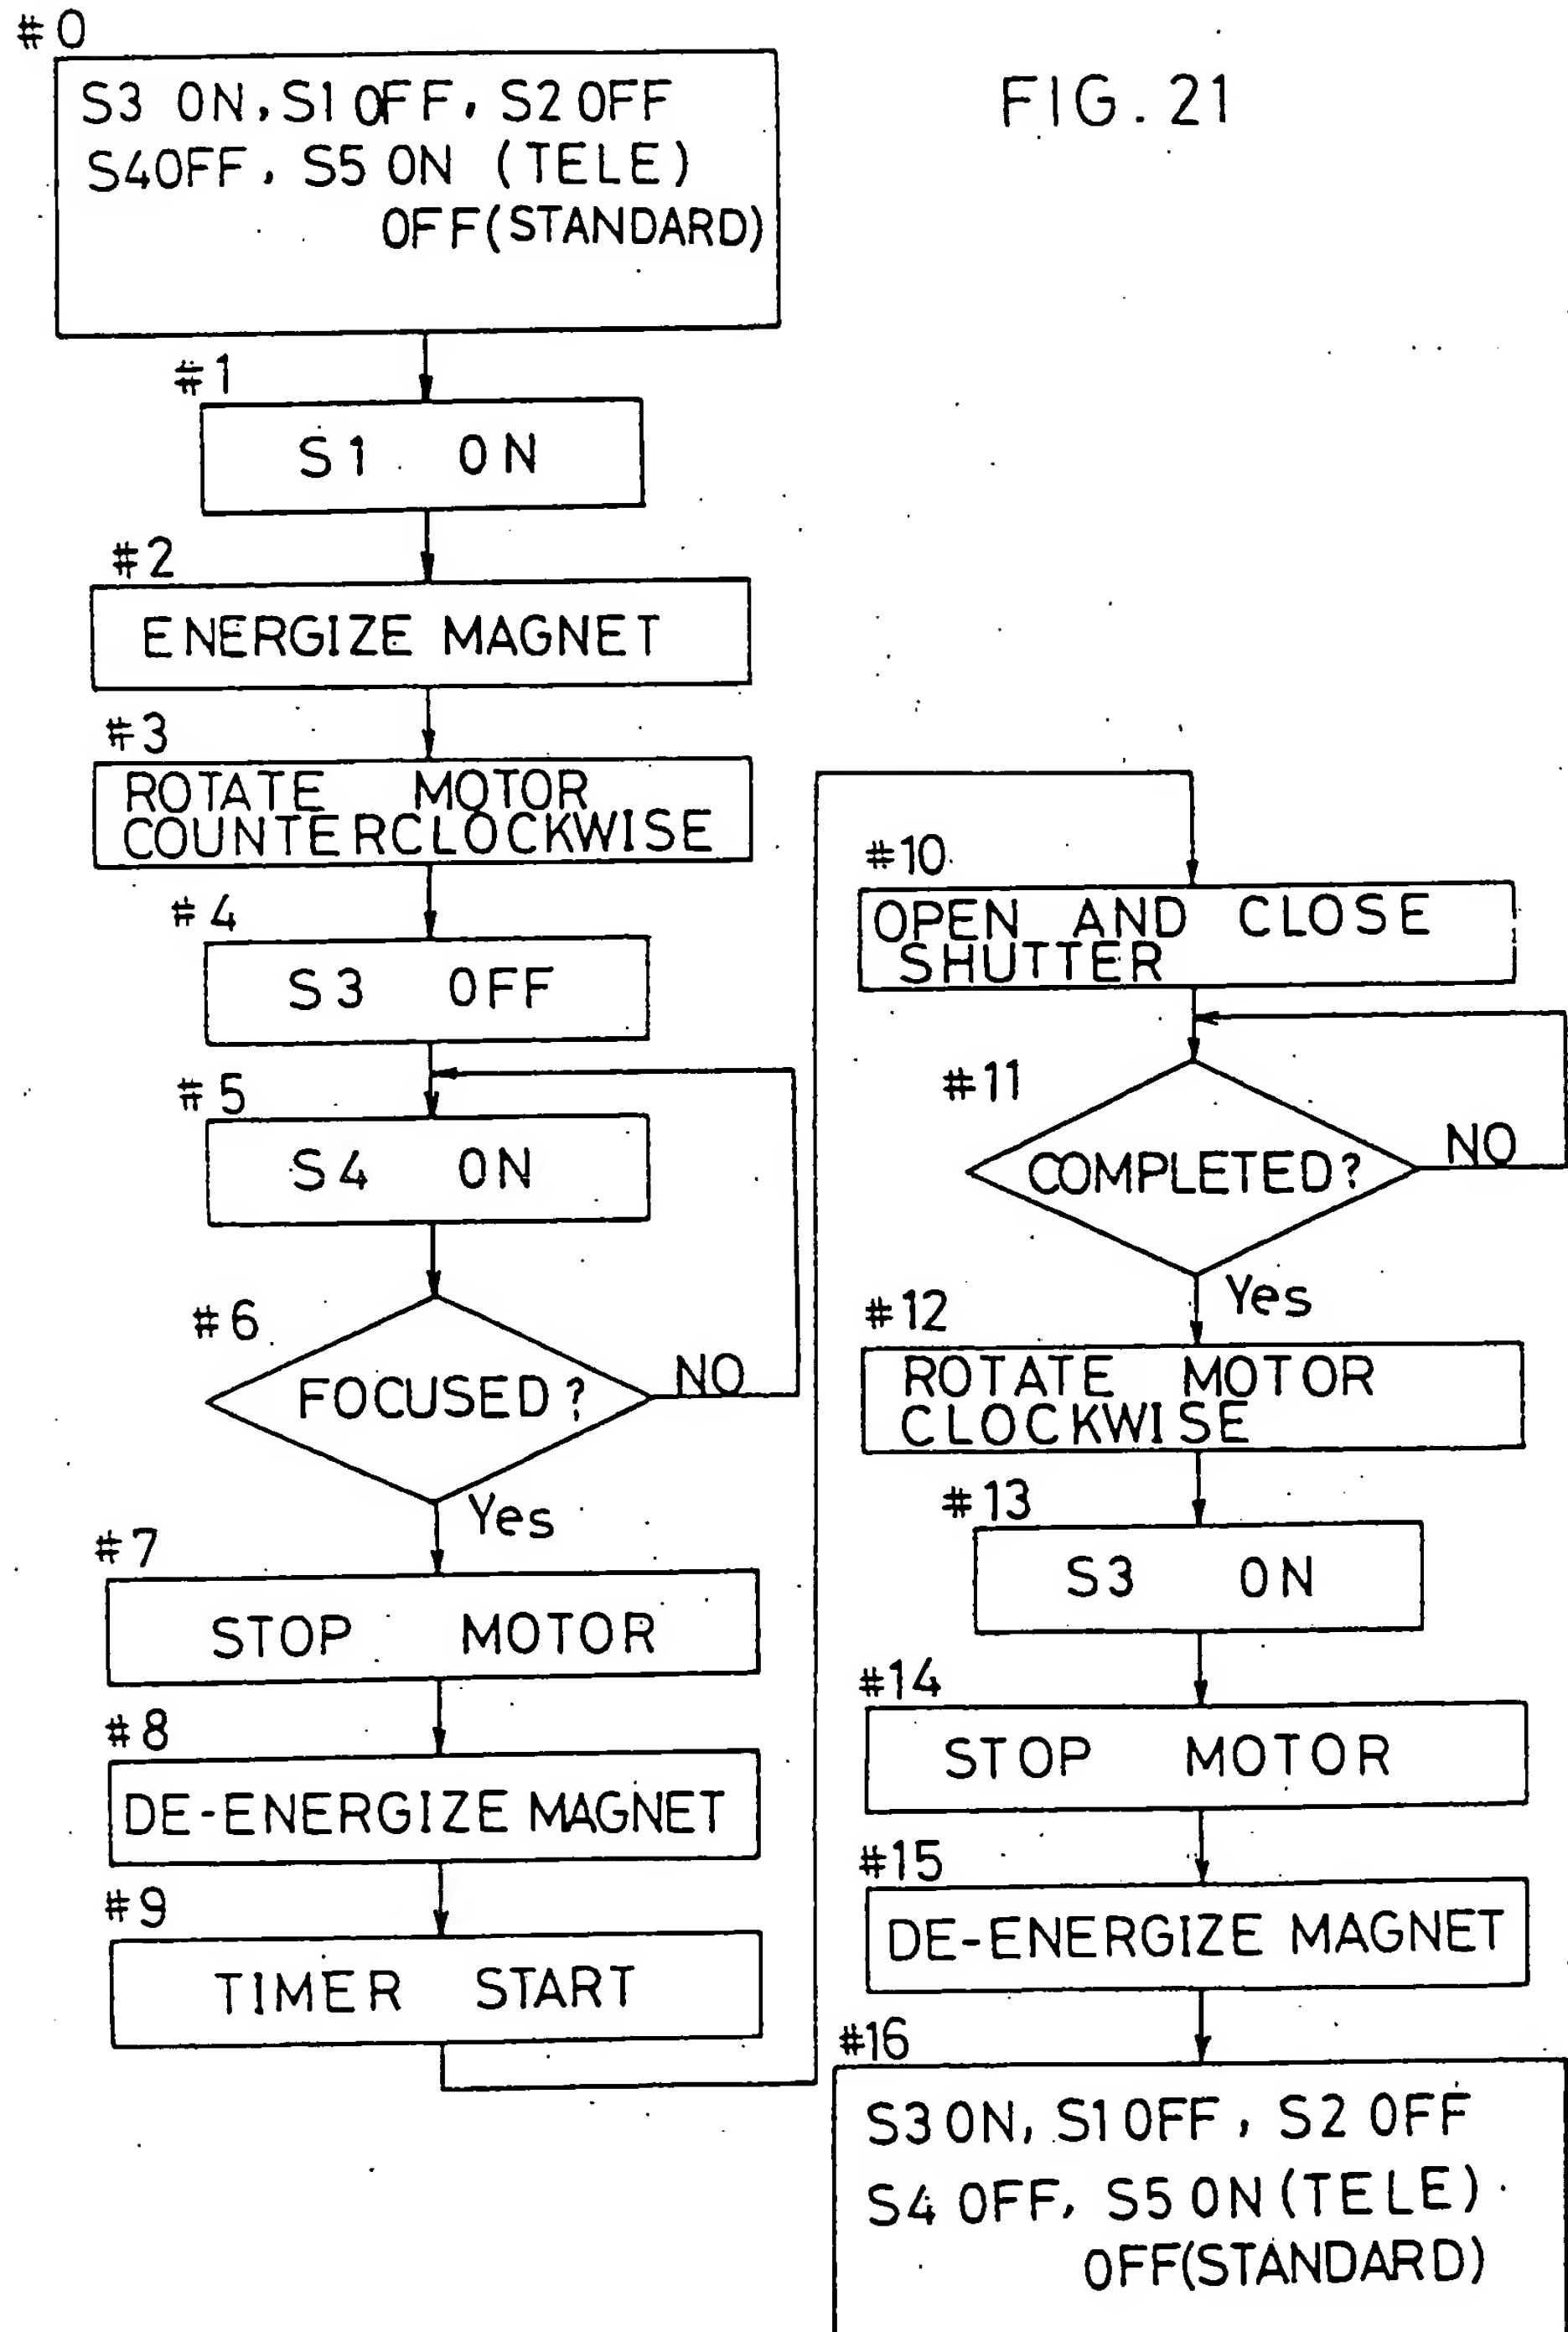 #0
S3 ON, S1 OFF, S2 OFF
S4 OFF, S5 ON (TELE)
OFF(STANDARD)
FIG. 21
#1
S1 ON
#2
ENERGIZE MAGNET
#3
ROTATE MOTOR
COUNTERCLOCKWISE
#4
S3 OFF
#5
S4 ON
#6
FOCUSED?
NO
Yes
#7
STOP MOTOR
#8
DE-ENERGIZE MAGNET
#9
TIMER START
#10
OPEN AND CLOSE
SHUTTER
#11
COMPLETED?
NO
Yes
#12
ROTATE MOTOR
CLOCKWISE
#13
S3 ON
#14
STOP MOTOR
#15
DE-ENERGIZE MAGNET
#16
S3 ON, S1 OFF, S2 OFF
S4 OFF, S5 ON (TELE)
OFF(STANDARD)